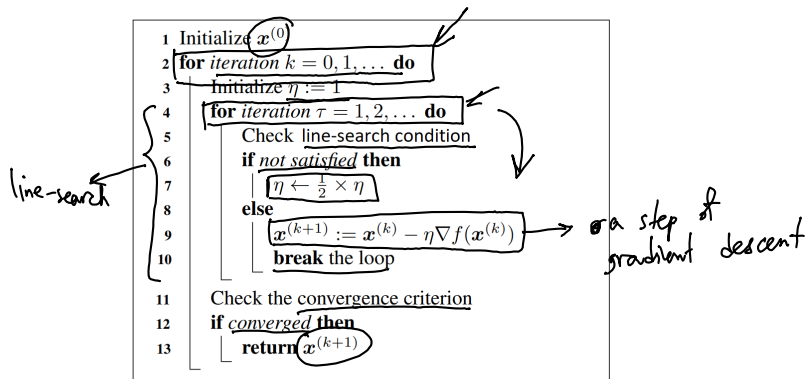 1 Initialize x^(0)
2 for iteration k = 0, 1, . . . do
3 Initialize η := 1
4 for iteration τ = 1, 2, . . . do
5 Check line-search condition
6 if not satisfied then
7 η ← 1/2 × η
8 else
9 x^(k+1) := x^(k) − η∇f(x^(k))
10 break the loop
11 Check the convergence criterion
12 if converged then
13 return x^(k+1)
line-search
a step of
gradient descent